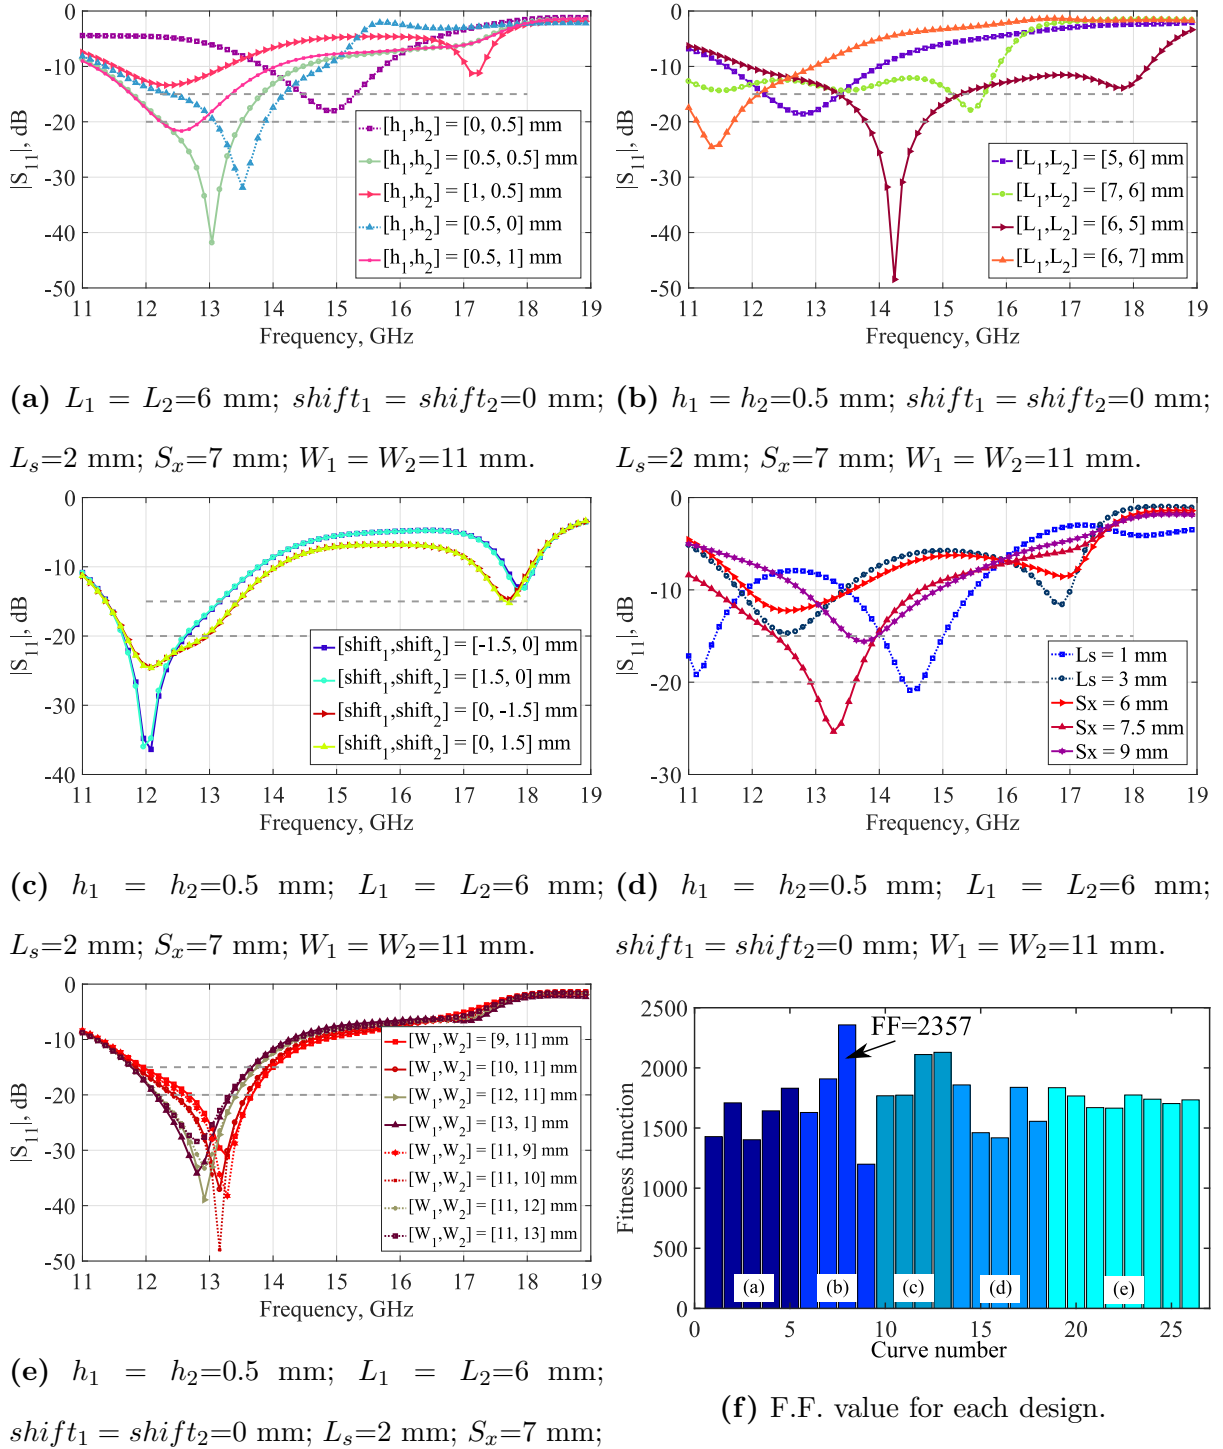 0
-10
-20
-30
-40
-50
|S11|, dB
[h1,h2] = [0, 0.5] mm
[h1,h2] = [0.5, 0.5] mm
[h1,h2] = [1, 0.5] mm
[h1,h2] = [0.5, 0] mm
[h1,h2] = [0.5, 1] mm
11 12 13 14 15 16 17 18 19
Frequency, GHz
0
-10
-20
-30
-40
-50
|S11|, dB
[L1,L2] = [5, 6] mm
[L1,L2] = [7, 6] mm
[L1,L2] = [6, 5] mm
[L1,L2] = [6, 7] mm
11 12 13 14 15 16 17 18 19
Frequency, GHz
(a) L1 = L2=6 mm; shift1 = shift2=0 mm;
Ls=2 mm; Sx=7 mm; W1 = W2=11 mm.
(b) h1 = h2=0.5 mm; shift1 = shift2=0 mm;
Ls=2 mm; Sx=7 mm; W1 = W2=11 mm.
0
-10
-20
-30
-40
|S11|, dB
[shift1,shift2] = [-1.5, 0] mm
[shift1,shift2] = [1.5, 0] mm
[shift1,shift2] = [0, -1.5] mm
[shift1,shift2] = [0, 1.5] mm
11 12 13 14 15 16 17 18 19
Frequency, GHz
0
-10
-20
-30
|S11|, dB
Ls = 1 mm
Ls = 3 mm
Sx = 6 mm
Sx = 7.5 mm
Sx = 9 mm
11 12 13 14 15 16 17 18 19
Frequency, GHz
(c) h1 = h2=0.5 mm; L1 = L2=6 mm;
Ls=2 mm; Sx=7 mm; W1 = W2=11 mm.
(d) h1 = h2=0.5 mm; L1 = L2=6 mm;
shift1 = shift2=0 mm; W1 = W2=11 mm.
0
-10
-20
-30
-40
-50
|S11|, dB
[W1,W2] = [9, 11] mm
[W1,W2] = [10, 11] mm
[W1,W2] = [12, 11] mm
[W1,W2] = [13, 1] mm
[W1,W2] = [11, 9] mm
[W1,W2] = [11, 10] mm
[W1,W2] = [11, 12] mm
[W1,W2] = [11, 13] mm
11 12 13 14 15 16 17 18 19
Frequency, GHz
2500
2000
1500
1000
500
0
Fitness function
FF=2357
(a) (b) (c) (d) (e)
0 5 10 15 20 25
Curve number
(e) h1 = h2=0.5 mm; L1 = L2=6 mm;
shift1 = shift2=0 mm; Ls=2 mm; Sx=7 mm;
(f) F.F. value for each design.